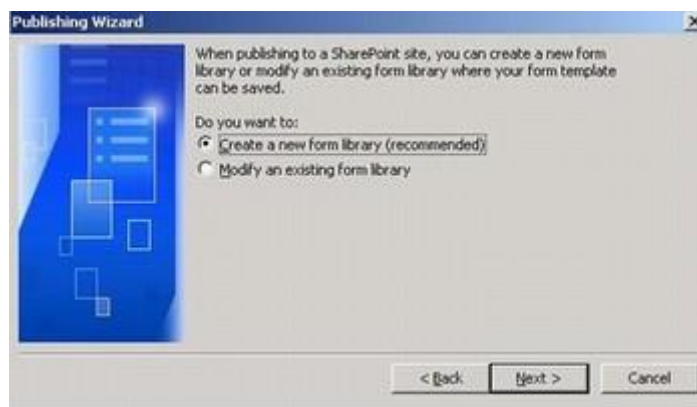 Publishing Wizard
When publishing to a SharePoint site, you can create a new form
library or modify an existing form library where your form template
can be saved.
Do you want to:
Create a new form library (recommended)
Modify an existing form library
< Back
Next >
Cancel